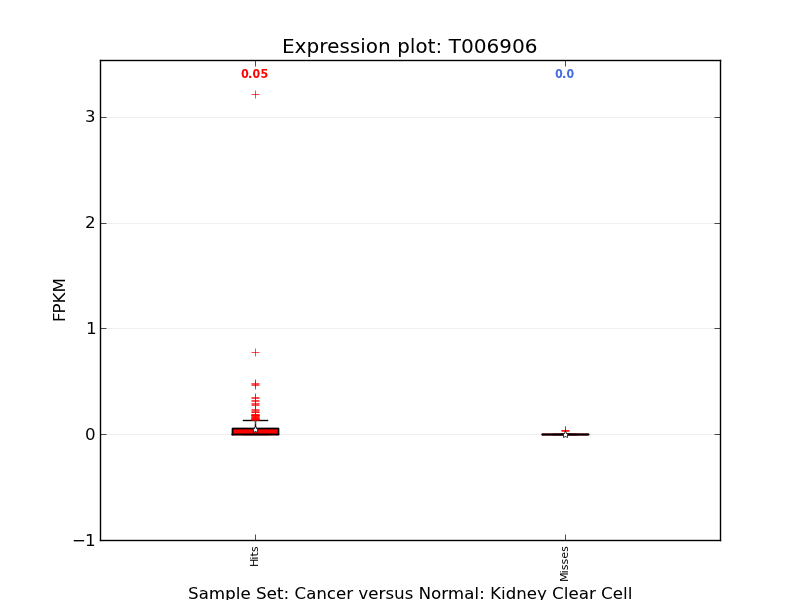 Expression plot: T006906
0.05 0.0
3
2
1
0
−1
FPKM
Hits Misses
Sample Set: Cancer versus Normal: Kidney Clear Cell